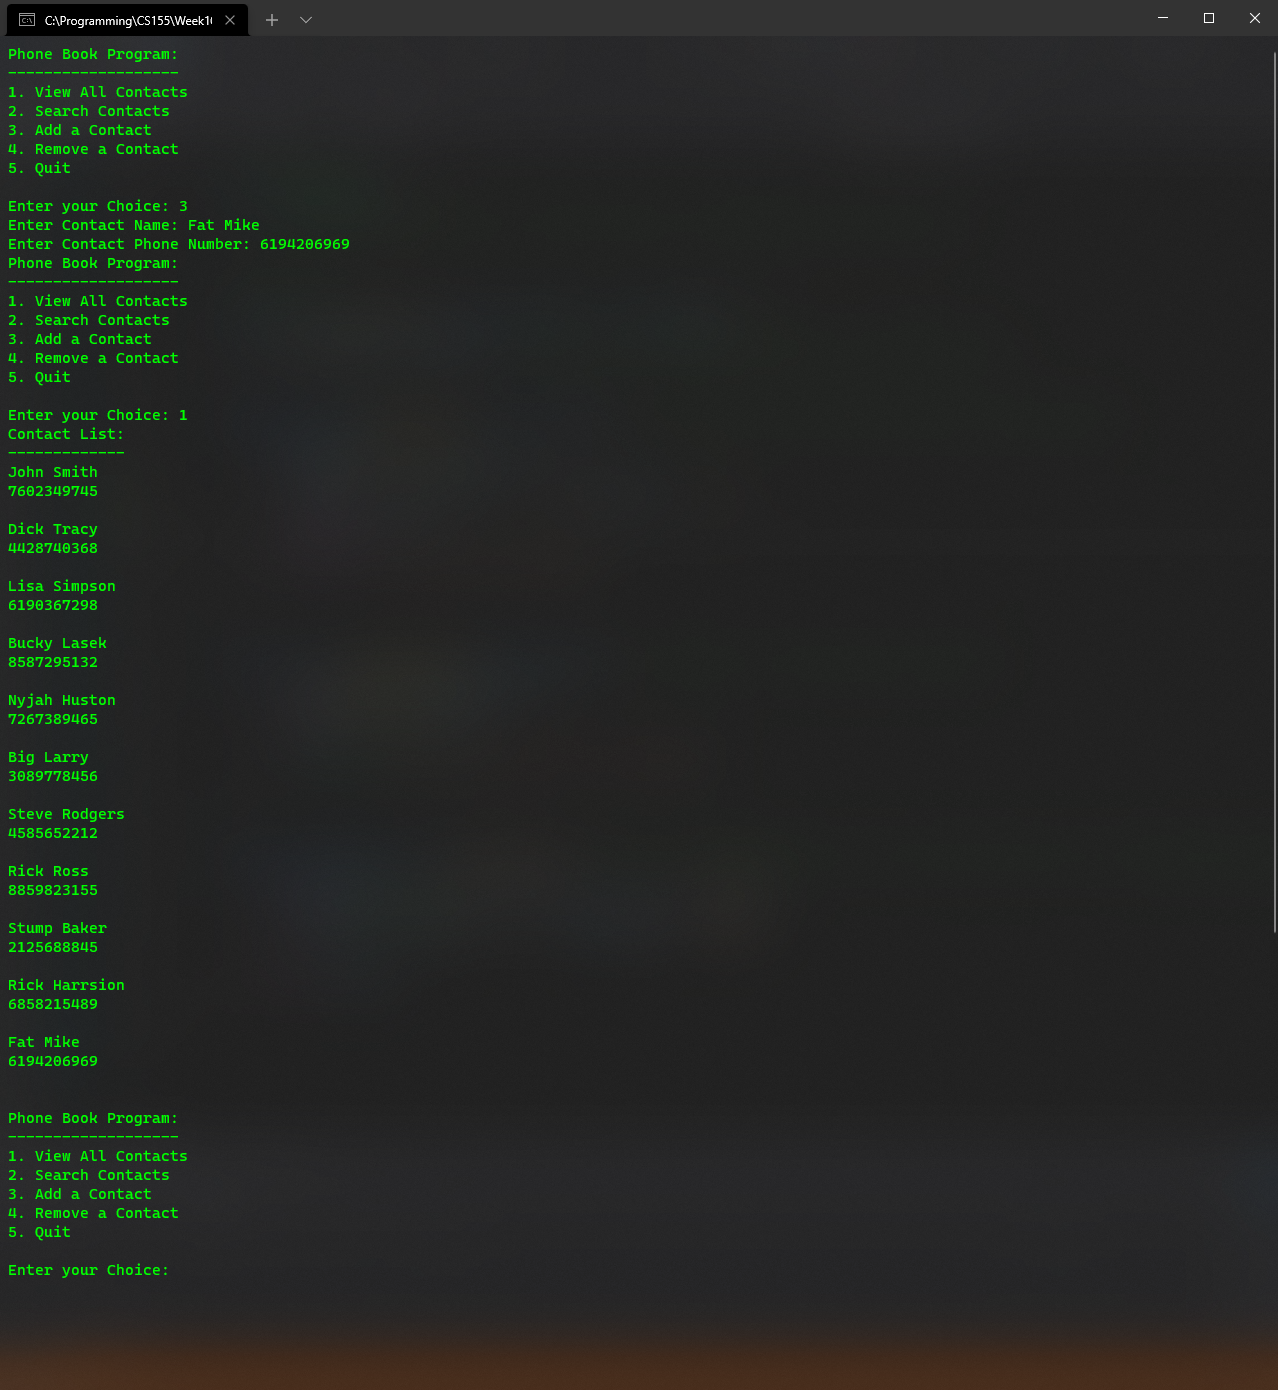 C:\Programming\CS155\Week1
Phone Book Program:
-------------------
1. View All Contacts
2. Search Contacts
3. Add a Contact
4. Remove a Contact
5. Quit
Enter your Choice: 3
Enter Contact Name: Fat Mike
Enter Contact Phone Number: 6194206969
Phone Book Program:
-------------------
1. View All Contacts
2. Search Contacts
3. Add a Contact
4. Remove a Contact
5. Quit
Enter your Choice: 1
Contact List:
-------------
John Smith
7602349745
Dick Tracy
4428740368
Lisa Simpson
6190367298
Bucky Lasek
8587295132
Nyjah Huston
7267389465
Big Larry
3089778456
Steve Rodgers
4585652212
Rick Ross
8859823155
Stump Baker
2125688845
Rick Harrsion
6858215489
Fat Mike
6194206969
Phone Book Program:
-------------------
1. View All Contacts
2. Search Contacts
3. Add a Contact
4. Remove a Contact
5. Quit
Enter your Choice: